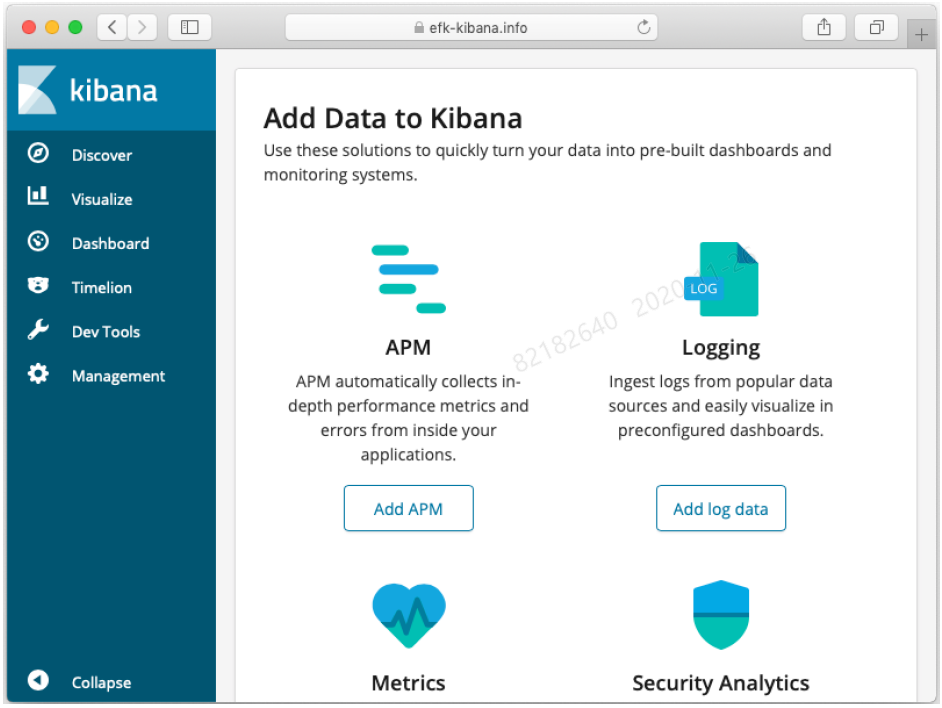 efk-kibana.info
kibana
Discover
Visualize
Dashboard
Timelion
Dev Tools
Management
Collapse
Add Data to Kibana
Use these solutions to quickly turn your data into pre-built dashboards and
monitoring systems.
APM
APM automatically collects in-
depth performance metrics and
errors from inside your
applications.
Add APM
LOG
Logging
Ingest logs from popular data
sources and easily visualize in
preconfigured dashboards.
Add log data
Metrics
Security Analytics
82182640